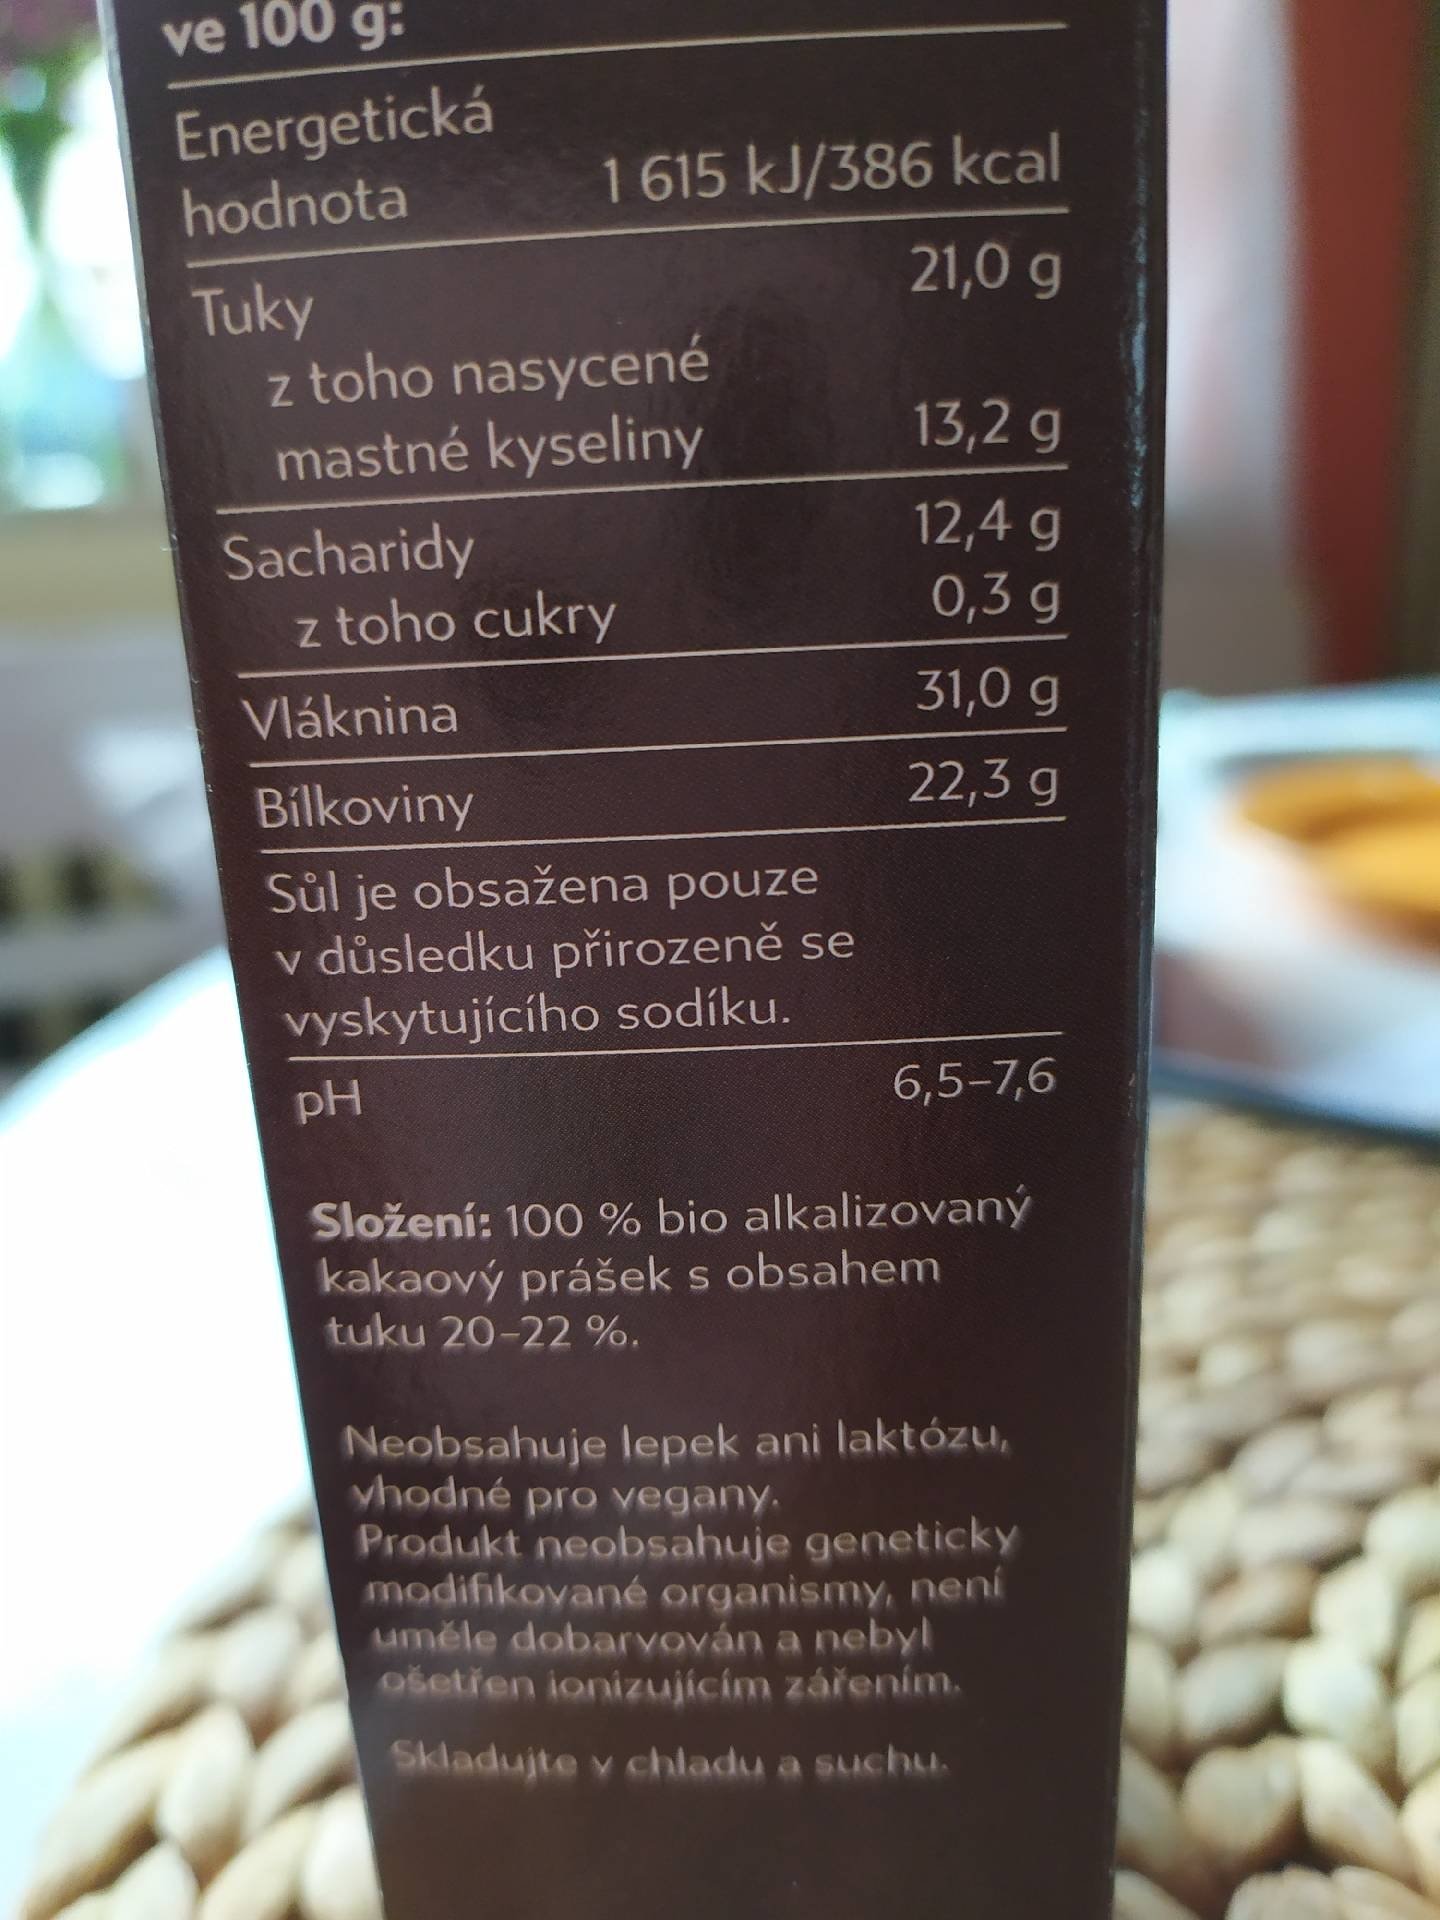 ve 100 g:
Energetická
hodnota 1 615 kJ/386 kcal
Tuky 21,0 g
z toho nasycené
mastné kyseliny 13,2 g
Sacharidy 12,4 g
z toho cukry 0,3 g
Vláknina 31,0 g
Bílkoviny 22,3 g
Sůl je obsažena pouze
v důsledku přirozeně se
vyskytujícího sodíku.
pH 6,5–7,6
Složení: 100 % bio alkalizovaný
kakaový prášek s obsahem
tuku 20–22 %.
Neobsahuje lepek ani laktózu,
vhodné pro vegany.
Produkt neobsahuje geneticky
modifikované organismy, není
uměle dobarvován a nebyl
ošetřen ionizujícím zářením.
Skladujte v chladu a suchu.